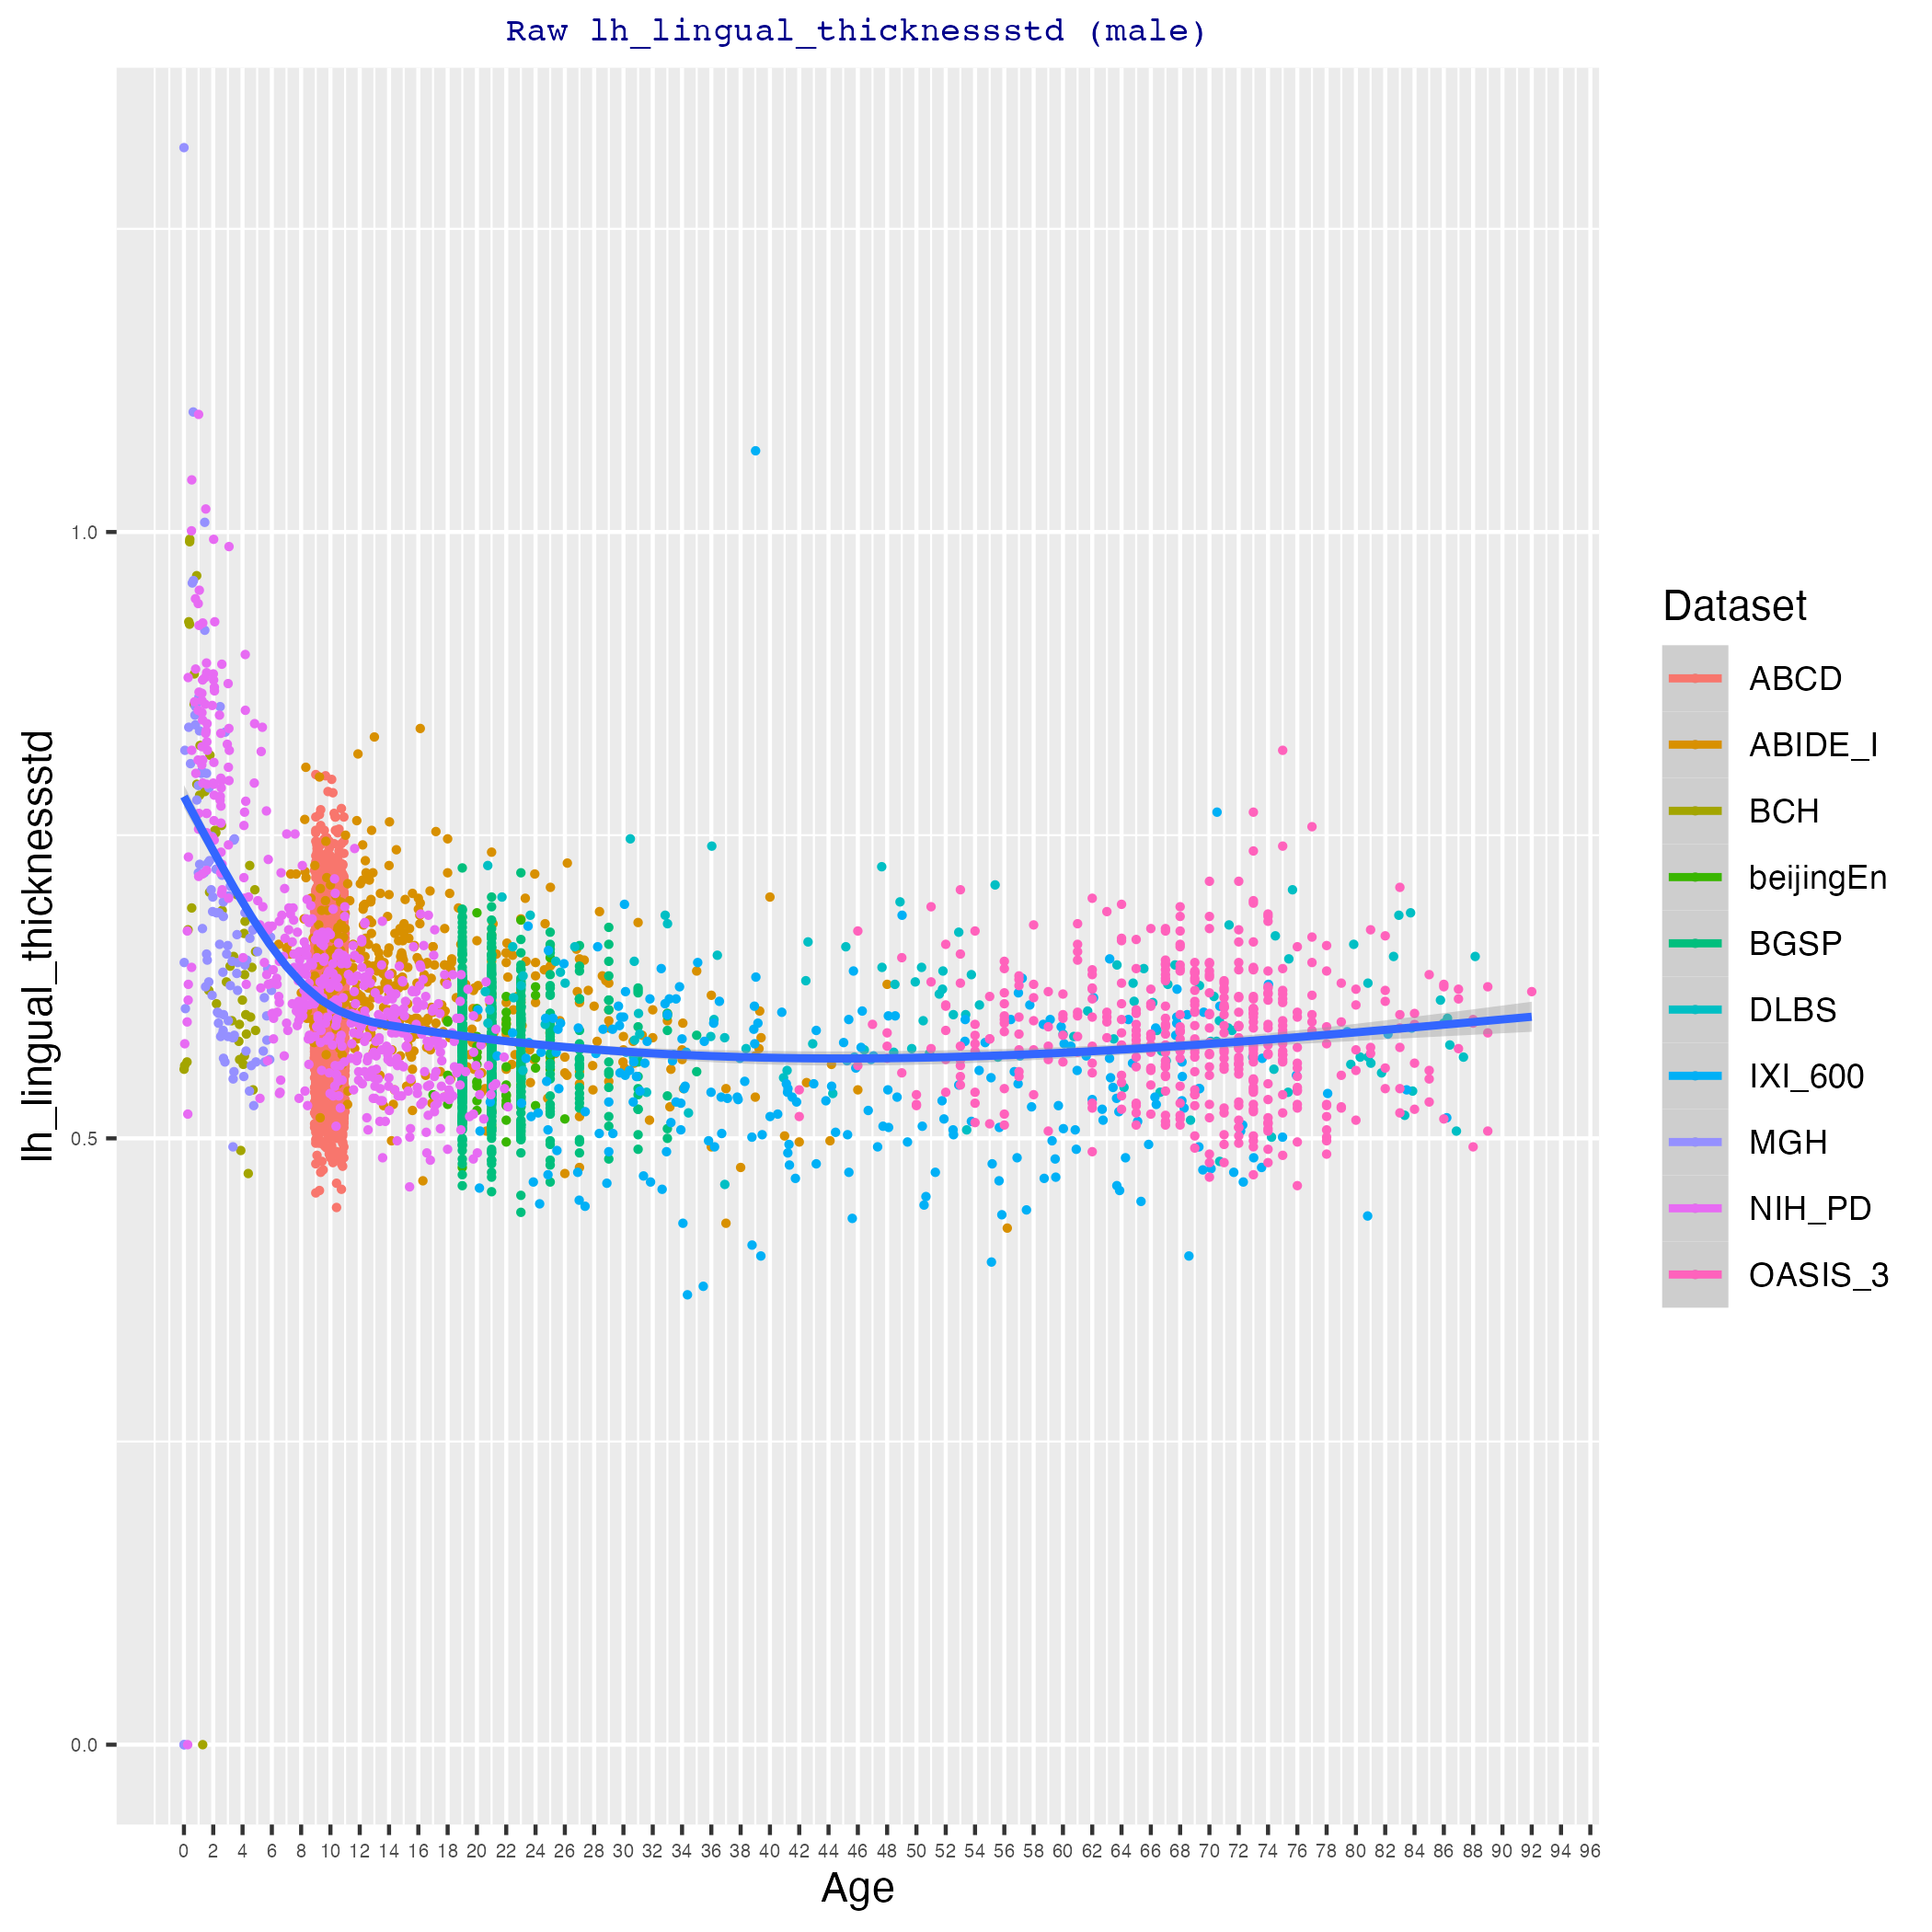 Raw lh_lingual_thicknessstd (male)
lh_lingual_thicknessstd
1.0
0.5
0.0
0 2 4 6 8 10 12 14 16 18 20 22 24 26 28 30 32 34 36 38 40 42 44 46 48 50 52 54 56 58 60 62 64 66 68 70 72 74 76 78 80 82 84 86 88 90 92 94 96
Age
Dataset
ABCD
ABIDE_I
BCH
beijingEn
BGSP
DLBS
IXI_600
MGH
NIH_PD
OASIS_3